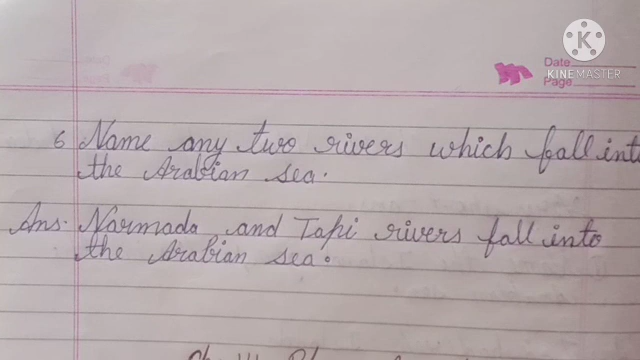 KINEMASTER
Date
Page
6 Name any two rivers which fall into
the Arabian sea.
Ans. Narmada and Tapi rivers fall into
the Arabian sea.